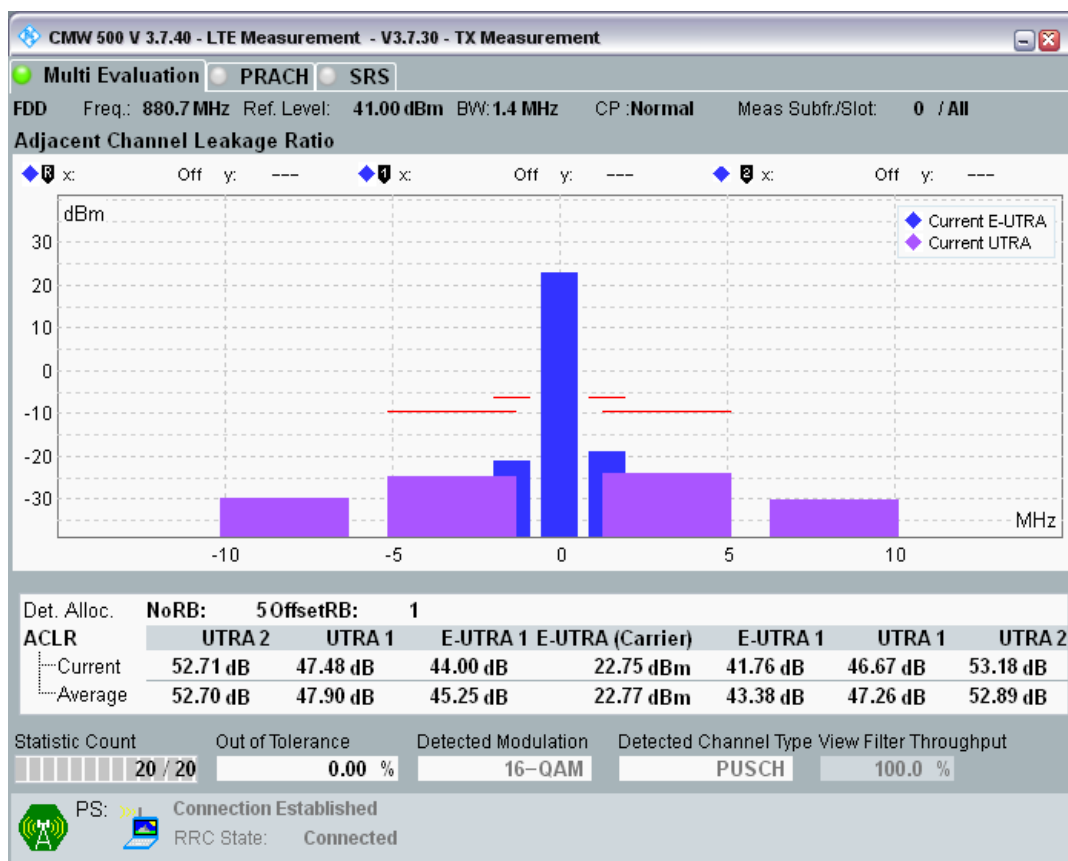 CMW 500 V 3.7.40 - LTE Measurement - V3.7.30 - TX Measurement
Multi Evaluation PRACH SRS
FDD Freq.: 880.7 MHz Ref. Level: 41.00 dBm BW: 1.4 MHz CP :Normal Meas Subfr./Slot: 0 / All
Adjacent Channel Leakage Ratio
R x: Off y: --- 1 x: Off y: --- 2 x: Off y: ---
dBm
Current E-UTRA
Current UTRA
30
20
10
0
-10
-20
-30
MHz
-10 -5 0 5 10
Det. Alloc. NoRB: 5 OffsetRB: 1
ACLR UTRA 2 UTRA 1 E-UTRA 1 E-UTRA (Carrier) E-UTRA 1 UTRA 1 UTRA 2
Current 52.71 dB 47.48 dB 44.00 dB 22.75 dBm 41.76 dB 46.67 dB 53.18 dB
Average 52.70 dB 47.90 dB 45.25 dB 22.77 dBm 43.38 dB 47.26 dB 52.89 dB
Statistic Count Out of Tolerance Detected Modulation Detected Channel Type View Filter Throughput
20 / 20 0.00 % 16-QAM PUSCH 100.0 %
PS: Connection Established
RRC State: Connected